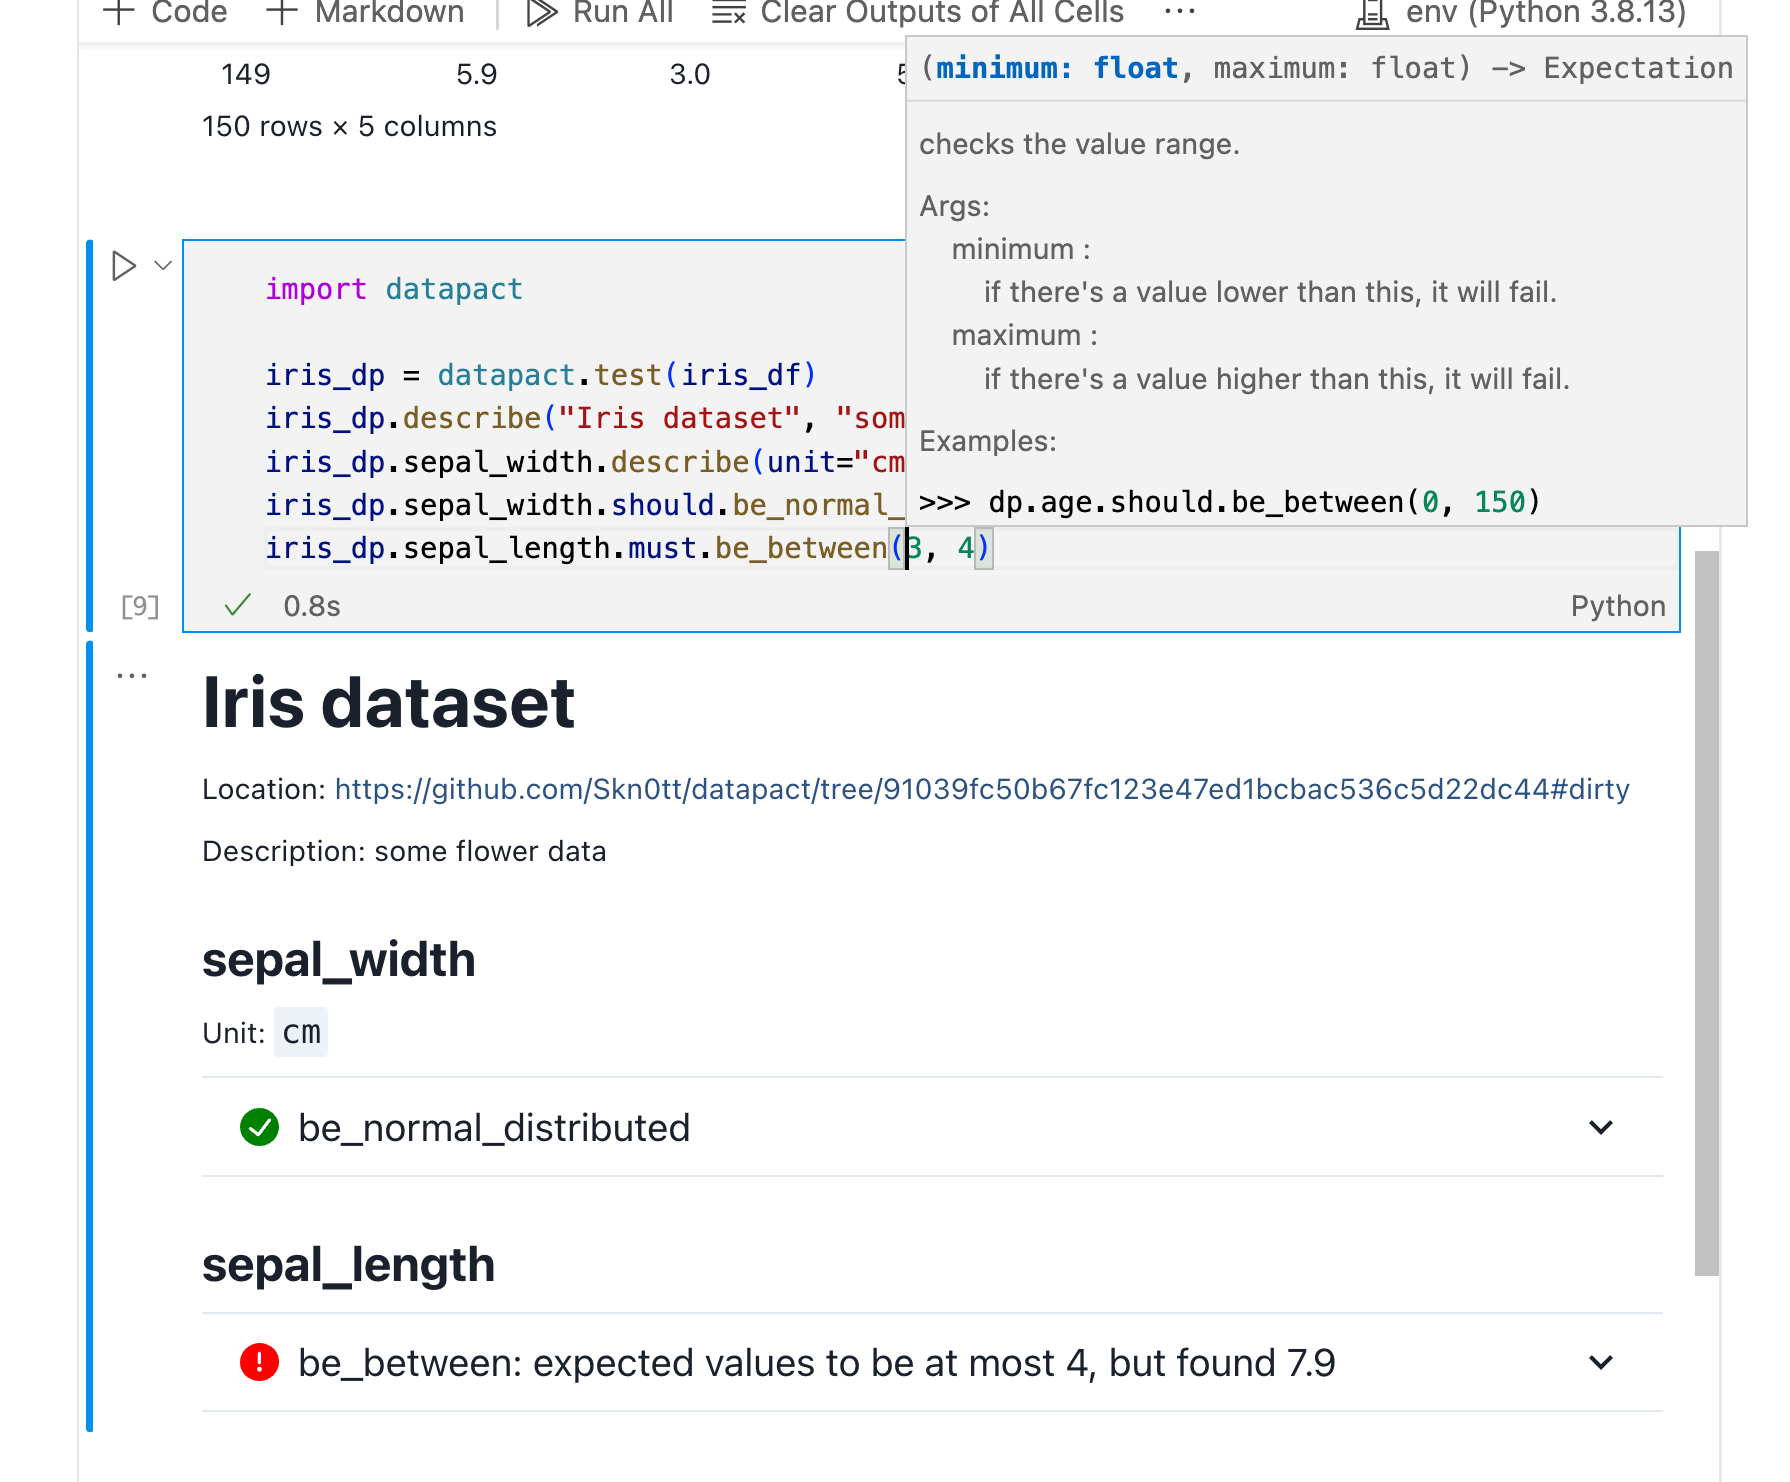 + Code + Markdown Run All Clear Outputs of All Cells ... env (Python 3.8.13)
149 5.9 3.0
150 rows × 5 columns
(minimum: float, maximum: float) -> Expectation
checks the value range.
Args:
minimum :
if there's a value lower than this, it will fail.
maximum :
if there's a value higher than this, it will fail.
Examples:
>>> dp.age.should.be_between(0, 150)
import datapact
iris_dp = datapact.test(iris_df)
iris_dp.describe("Iris dataset", "som
iris_dp.sepal_width.describe(unit="cm
iris_dp.sepal_width.should.be_normal_
iris_dp.sepal_length.must.be_between(3, 4)
[9] 0.8s Python
...
Iris dataset
Location: https://github.com/Skn0tt/datapact/tree/91039fc50b67fc123e47ed1bcbac536c5d22dc44#dirty
Description: some flower data
sepal_width
Unit: cm
be_normal_distributed
sepal_length
be_between: expected values to be at most 4, but found 7.9